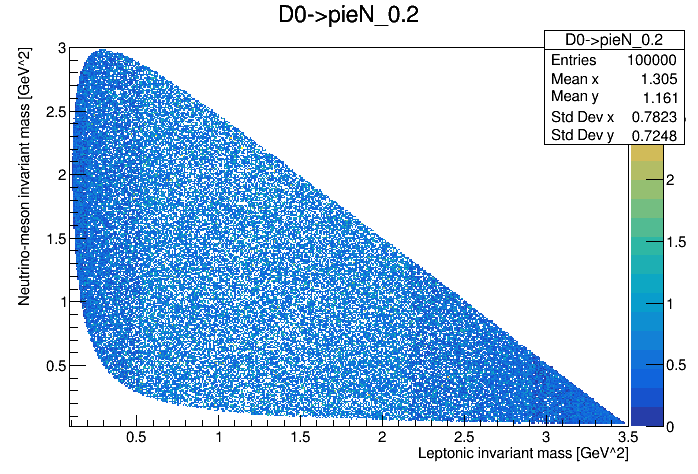 D0->pieN_0.2
D0->pieN_0.2
Entries 100000
Mean x 1.305
Mean y 1.161
Std Dev x 0.7823
Std Dev y 0.7248
Neutrino-meson invariant mass [GeV^2]
3
2.5
2
1.5
1
0.5
2
1.5
1
0.5
0
0.5 1 1.5 2 2.5 3 3.5
Leptonic invariant mass [GeV^2]